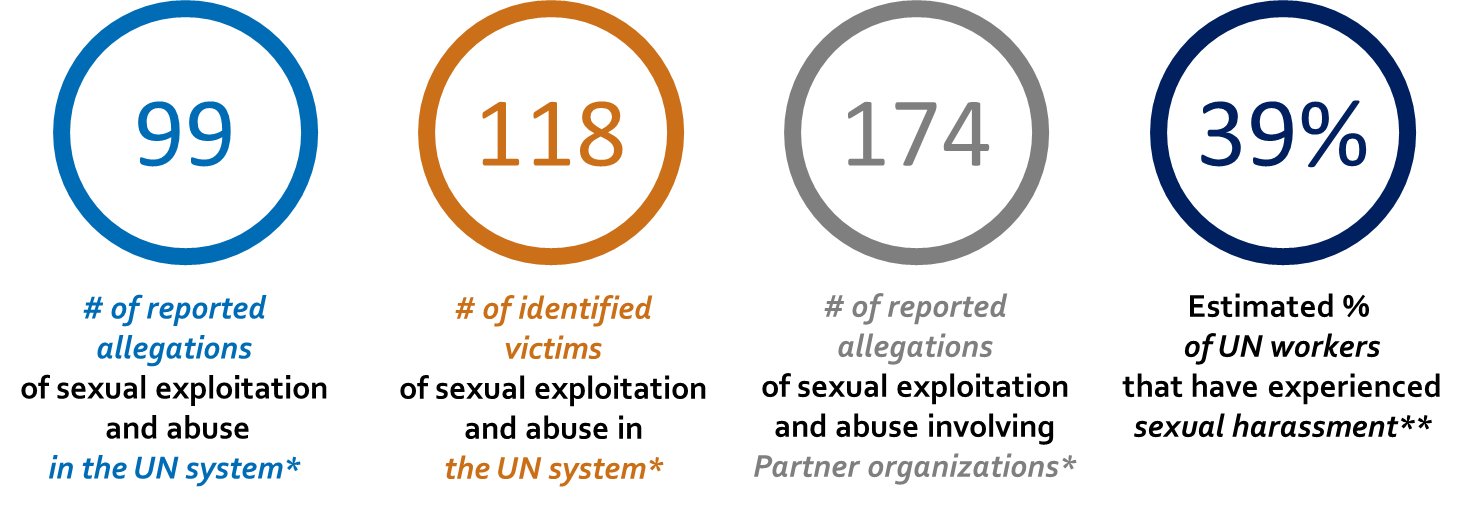 99
# of reported
allegations
of sexual exploitation
and abuse
in the UN system*
118
# of identified
victims
of sexual exploitation
and abuse in
the UN system*
174
# of reported
allegations
of sexual exploitation
and abuse involving
Partner organizations*
39%
Estimated %
of UN workers
that have experienced
sexual harassment**